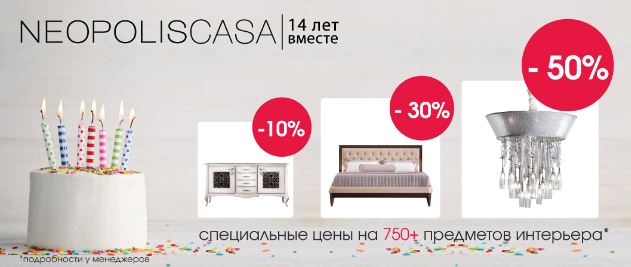 NEOPOLISCASA
14 лет
вместе
-10%
- 30%
- 50%
специальные цены на 750+ предметов интерьера*
*подробности у менеджеров